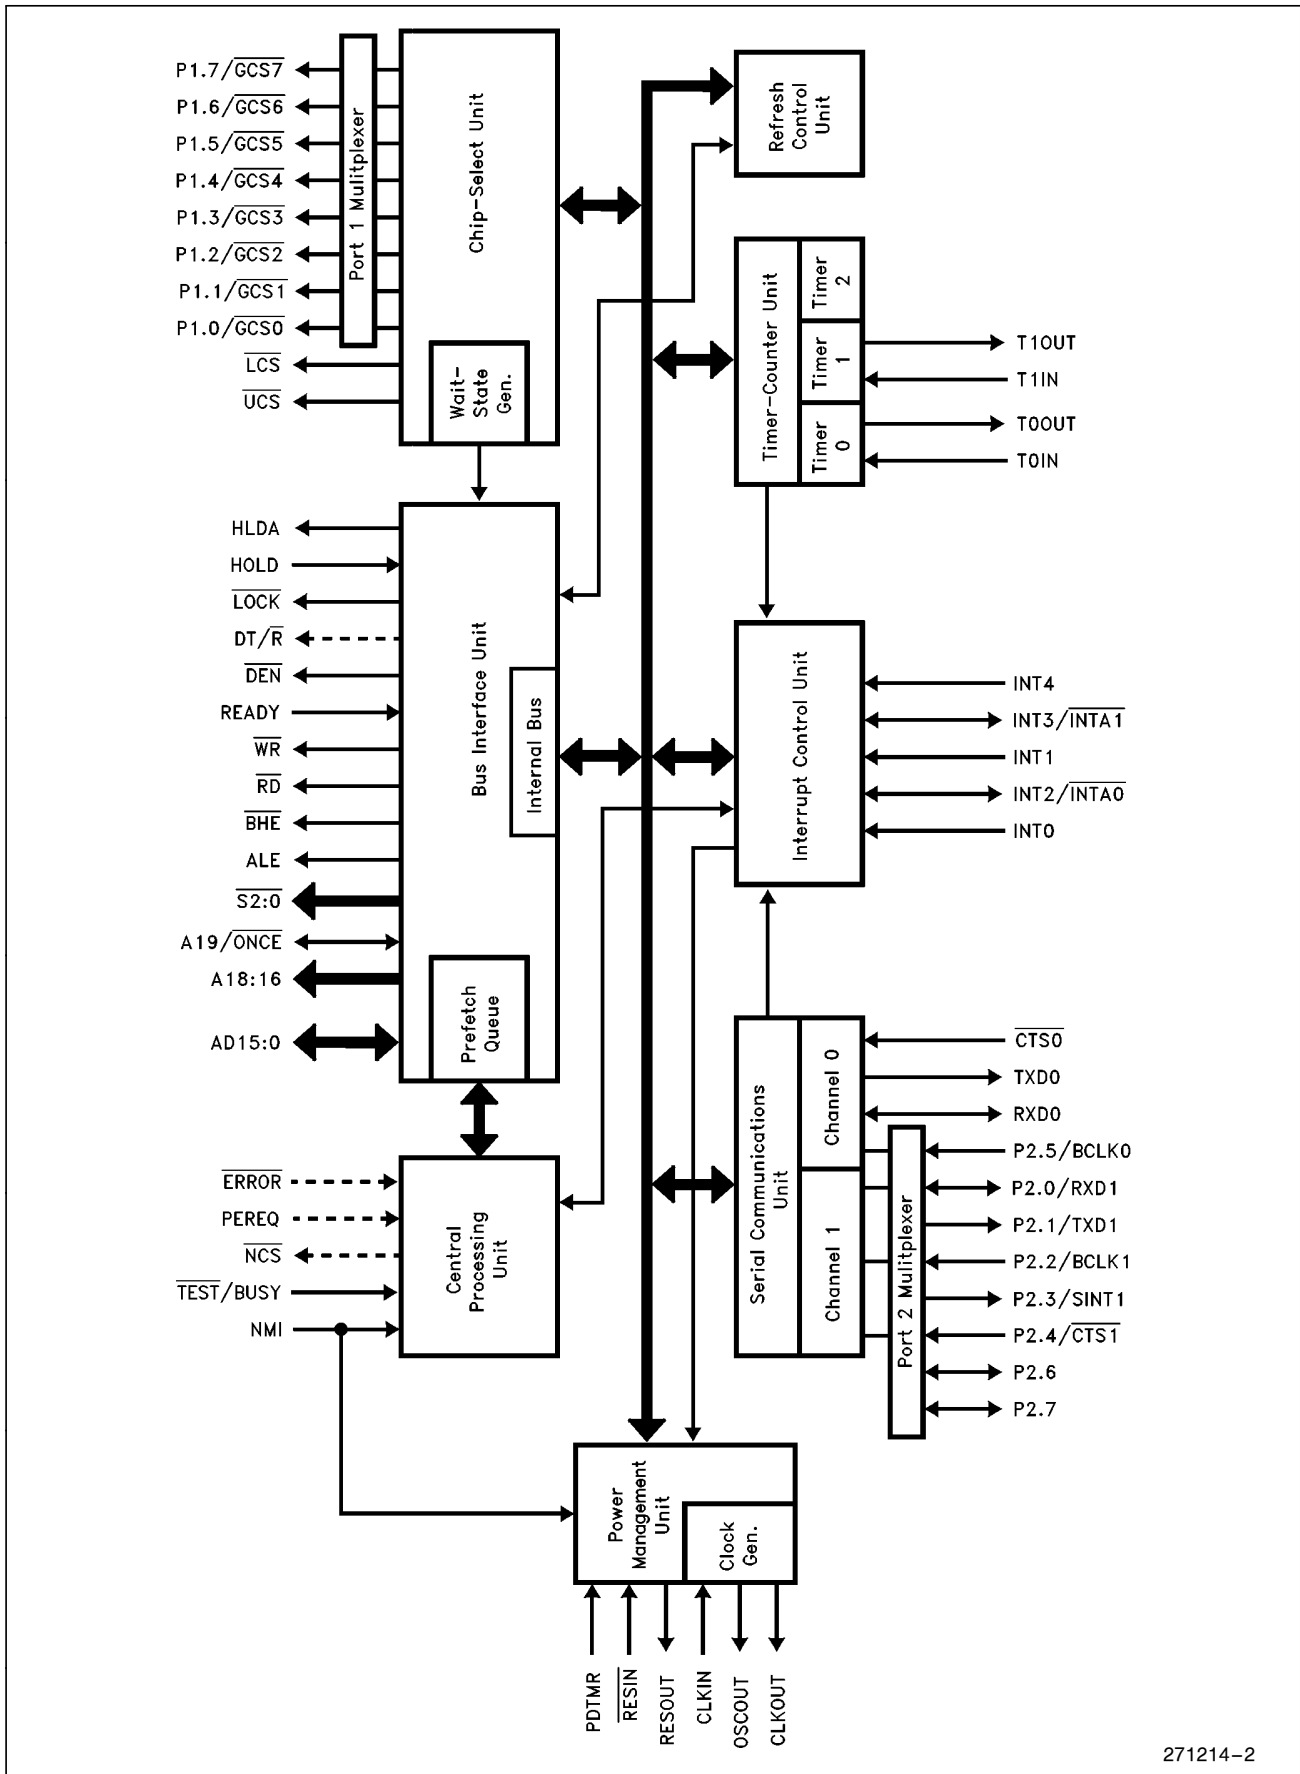 P1.7/GCS7
P1.6/GCS6
P1.5/GCS5
P1.4/GCS4
P1.3/GCS3
P1.2/GCS2
P1.1/GCS1
P1.0/GCS0
LCS
UCS
Port 1 Mulitplexer
Chip-Select Unit
Wait-
State
Gen.
Refresh
Control
Unit
Timer-Counter Unit
Timer
2
Timer
1
Timer
0
T1OUT
T1IN
T0OUT
T0IN
HLDA
HOLD
LOCK
DT/R
DEN
READY
WR
RD
BHE
ALE
S2:0
A19/ONCE
A18:16
AD15:0
Bus Interface Unit
Internal Bus
Prefetch
Queue
Interrupt Control Unit
INT4
INT3/INTA1
INT1
INT2/INTA0
INT0
ERROR
PEREQ
NCS
TEST/BUSY
NMI
Central
Processing
Unit
Serial Communications
Unit
Channel 0
Channel 1
Port 2 Mulitplexer
CTS0
TXD0
RXD0
P2.5/BCLK0
P2.0/RXD1
P2.1/TXD1
P2.2/BCLK1
P2.3/SINT1
P2.4/CTS1
P2.6
P2.7
Power
Management
Unit
Clock
Gen.
PDTMR
RESIN
RESOUT
CLKIN
OSCOUT
CLKOUT
271214-2